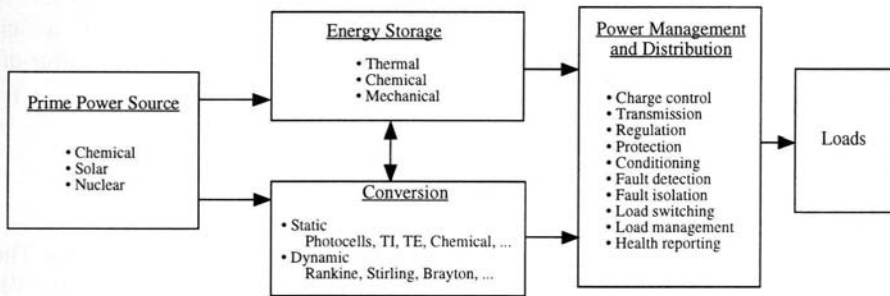 Prime Power Source
• Chemical
• Solar
• Nuclear
Energy Storage
• Thermal
• Chemical
• Mechanical
Conversion
• Static
Photocells, TI, TE, Chemical, ...
• Dynamic
Rankine, Stirling, Brayton, ...
Power Management
and Distribution
• Charge control
• Transmission
• Regulation
• Protection
• Conditioning
• Fault detection
• Fault isolation
• Load switching
• Load management
• Health reporting
Loads